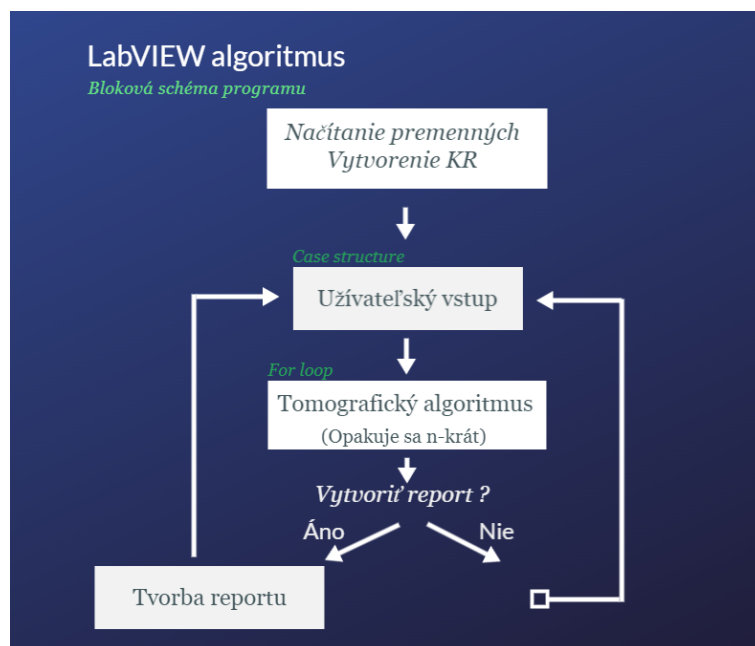 LabVIEW algoritmus
Bloková schéma programu
Načítanie premenných
Vytvorenie KR
Case structure
Užívateľský vstup
For loop
Tomografický algoritmus
(Opakuje sa n-krát)
Vytvoriť report ?
Áno
Nie
Tvorba reportu